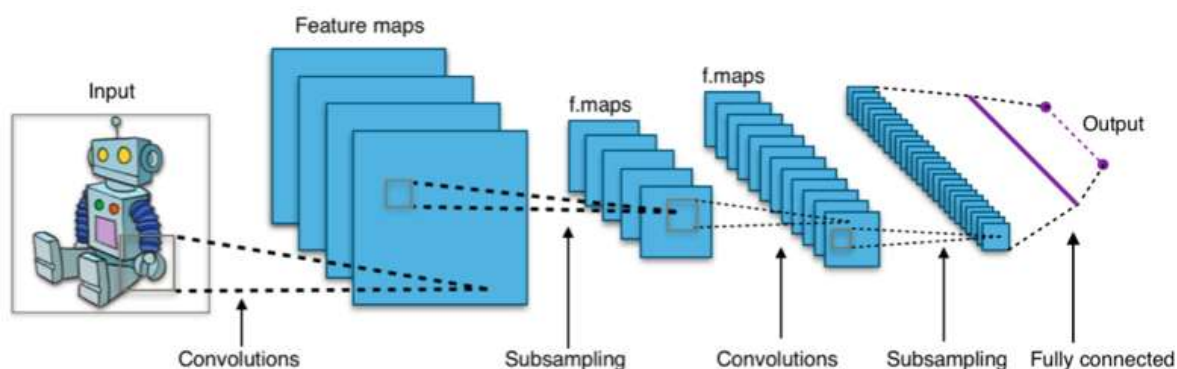 Feature maps
Input
f.maps
f.maps
Output
Convolutions
Subsampling
Convolutions
Subsampling
Fully connected